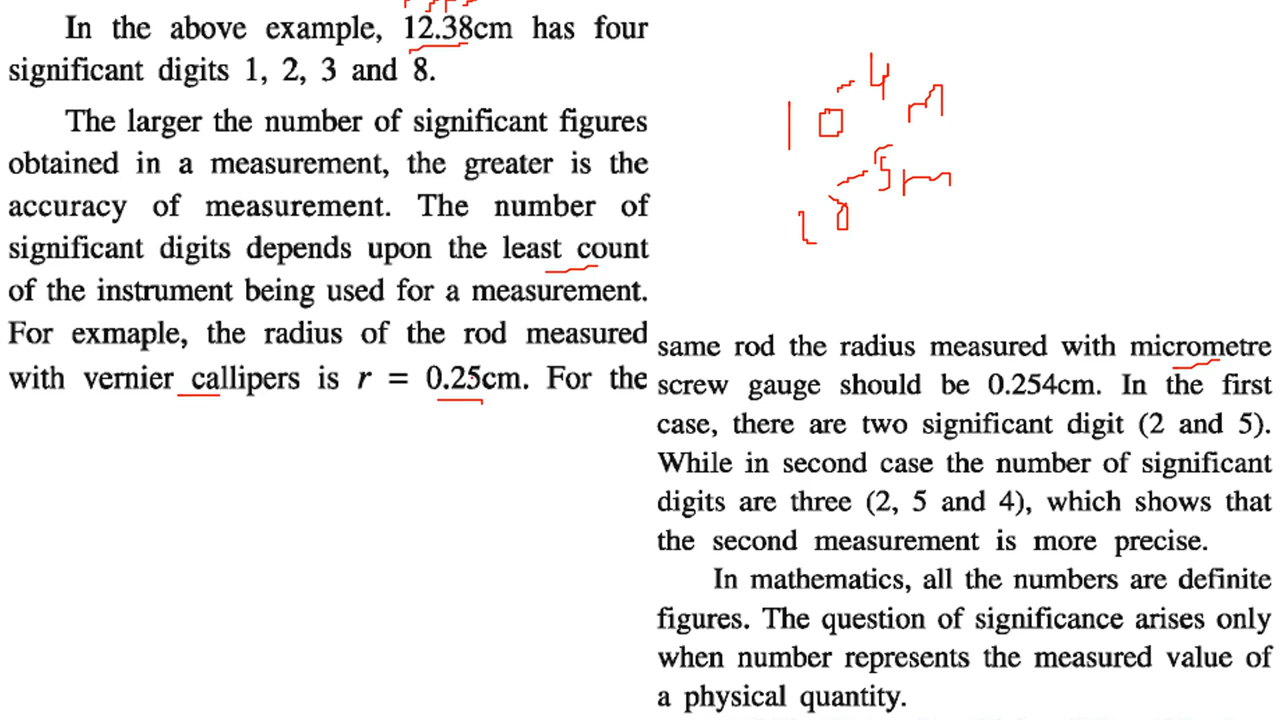 In the above example, 12.38cm has four
significant digits 1, 2, 3 and 8.
The larger the number of significant figures
obtained in a measurement, the greater is the
accuracy of measurement. The number of
significant digits depends upon the least count
of the instrument being used for a measurement.
For exmaple, the radius of the rod measured
with vernier callipers is r = 0.25cm. For the
10⁻⁴ m
10⁻⁵ m
same rod the radius measured with micrometre
screw gauge should be 0.254cm. In the first
case, there are two significant digit (2 and 5).
While in second case the number of significant
digits are three (2, 5 and 4), which shows that
the second measurement is more precise.
In mathematics, all the numbers are definite
figures. The question of significance arises only
when number represents the measured value of
a physical quantity.